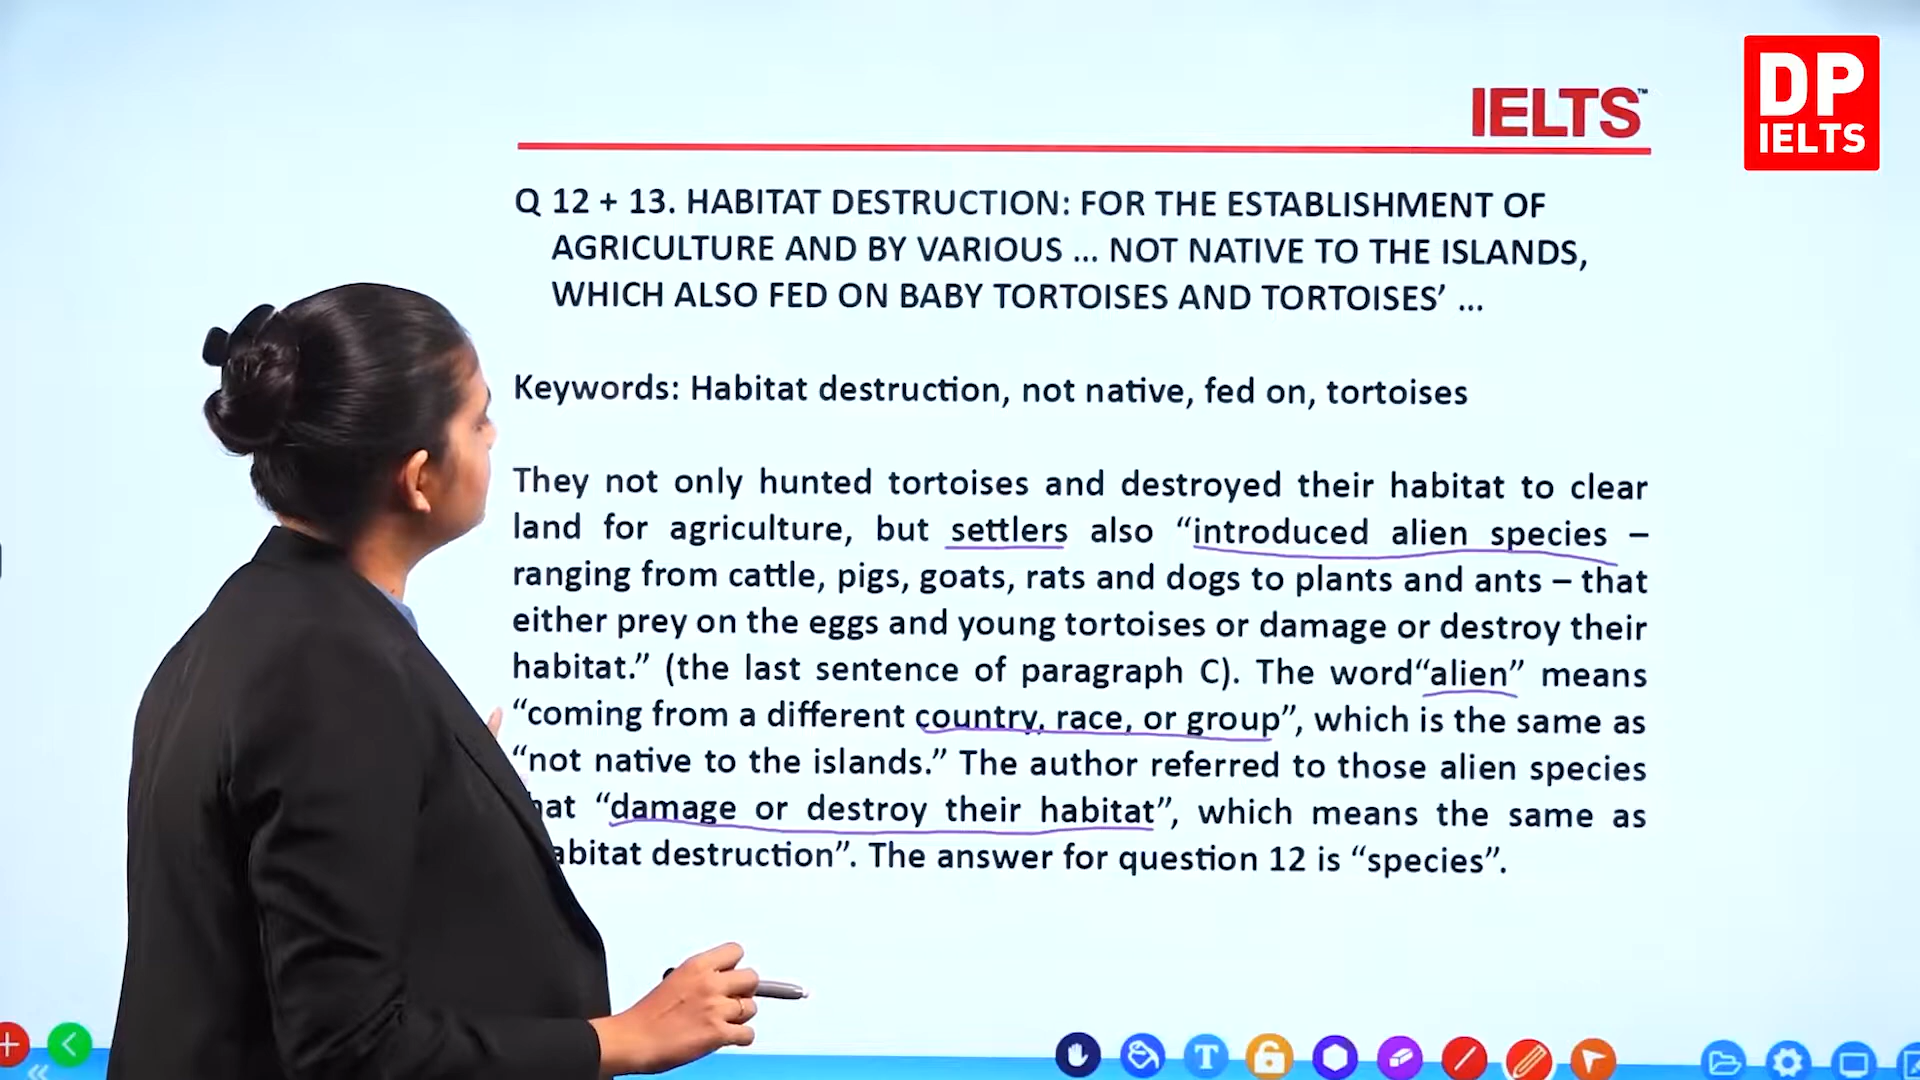 DP
IELTS
IELTS™
Q 12 + 13. HABITAT DESTRUCTION: FOR THE ESTABLISHMENT OF
AGRICULTURE AND BY VARIOUS ... NOT NATIVE TO THE ISLANDS,
WHICH ALSO FED ON BABY TORTOISES AND TORTOISES’ ...
Keywords: Habitat destruction, not native, fed on, tortoises
They not only hunted tortoises and destroyed their habitat to clear
land for agriculture, but settlers also “introduced alien species –
ranging from cattle, pigs, goats, rats and dogs to plants and ants – that
either prey on the eggs and young tortoises or damage or destroy their
habitat.” (the last sentence of paragraph C). The word“alien” means
“coming from a different country, race, or group”, which is the same as
“not native to the islands.” The author referred to those alien species
hat “damage or destroy their habitat”, which means the same as
abitat destruction”. The answer for question 12 is “species”.
T